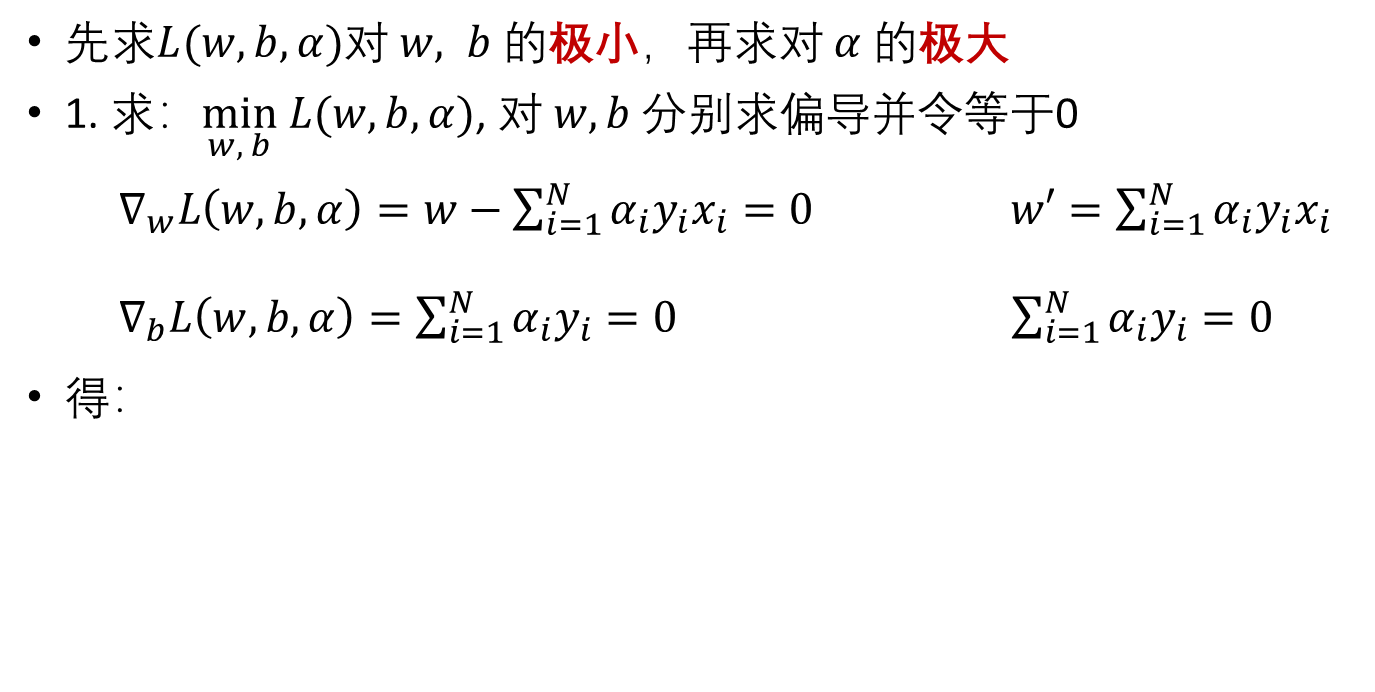 • 先求L(w, b, α)对 w, b 的极小，再求对 α 的极大
• 1. 求：min_{w, b} L(w, b, α), 对 w, b 分别求偏导并令等于0
∇_w L(w, b, α) = w − ∑_{i=1}^{N} α_i y_i x_i = 0 w′ = ∑_{i=1}^{N} α_i y_i x_i
∇_b L(w, b, α) = ∑_{i=1}^{N} α_i y_i = 0 ∑_{i=1}^{N} α_i y_i = 0
• 得：